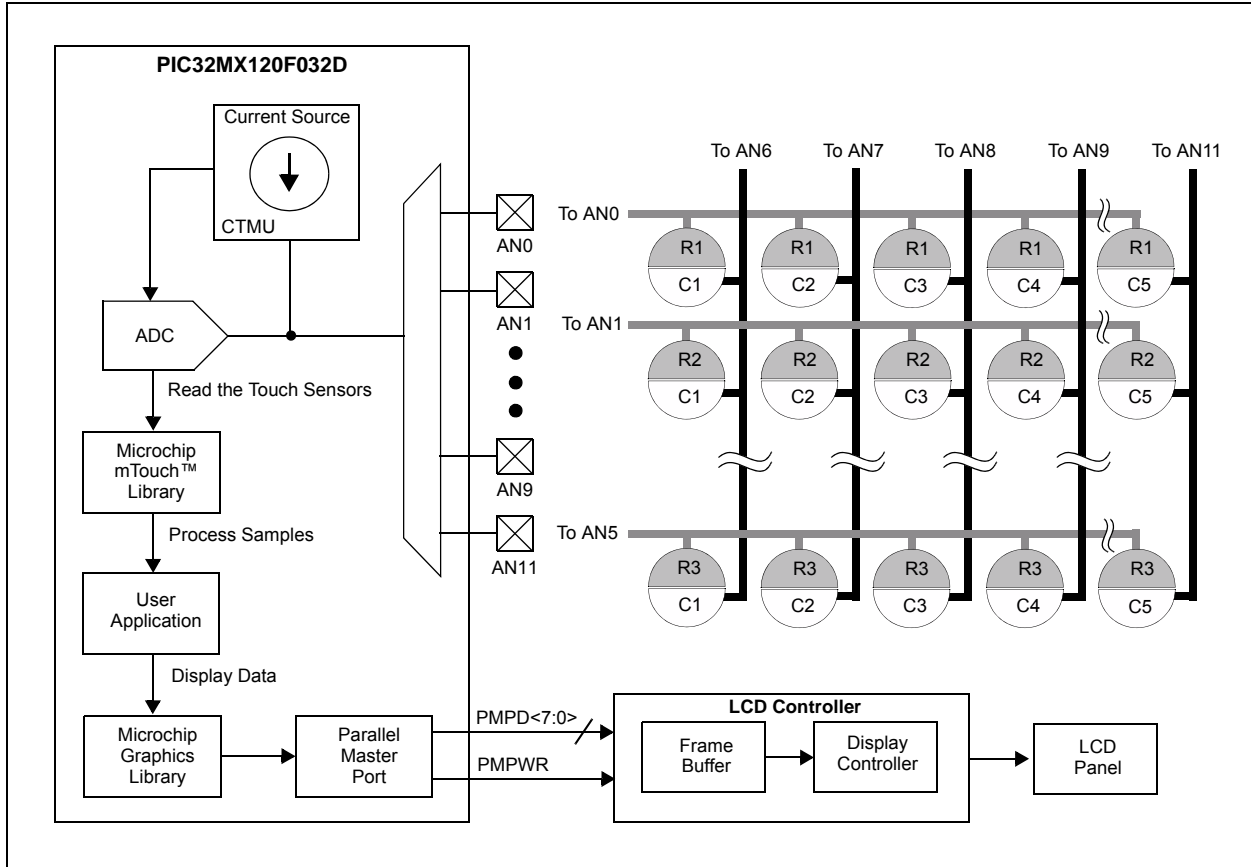 PIC32MX120F032D
Current Source
CTMU
ADC
Read the Touch Sensors
Microchip
mTouch™
Library
Process Samples
User
Application
Display Data
Microchip
Graphics
Library
Parallel
Master
Port
AN0
AN1
AN9
AN11
To AN6
To AN7
To AN8
To AN9
To AN11
To AN0
R1 R1 R1 R1 R1
C1 C2 C3 C4 C5
To AN1
R2 R2 R2 R2 R2
C1 C2 C3 C4 C5
To AN5
R3 R3 R3 R3 R3
C1 C2 C3 C4 C5
PMPD<7:0>
PMPWR
LCD Controller
Frame
Buffer
Display
Controller
LCD
Panel